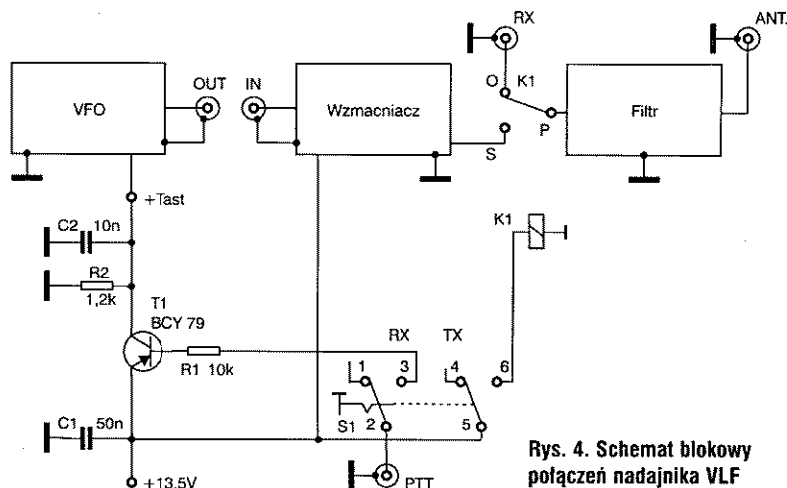 RX
ANT.
OUT
IN
O
K1
VFO
Wzmacniacz
Filtr
P
S
+Tast
K1
C2
10n
R2
1,2k
T1
BCY 79
RX
TX
R1 10k
1
3
4
6
S1
2
5
C1
50n
+13,5V
PTT
Rys. 4. Schemat blokowy
połączeń nadajnika VLF